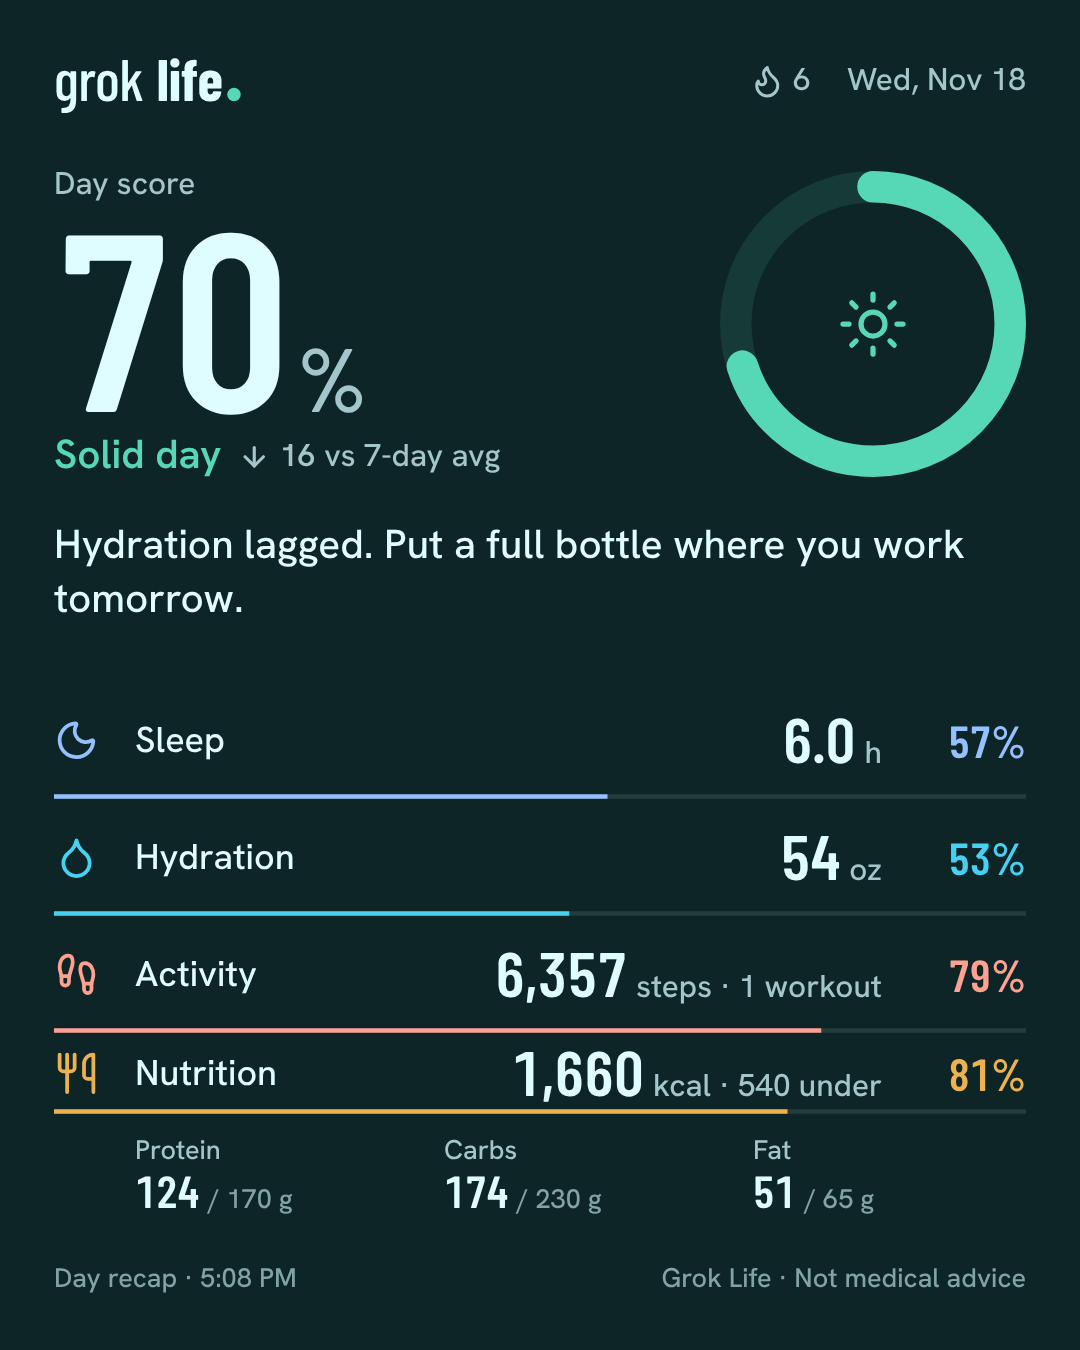 grok life.
6 Wed, Nov 18
Day score
70%
Solid day ↓ 16 vs 7-day avg
Hydration lagged. Put a full bottle where you work
tomorrow.
Sleep 6.0 h 57%
Hydration 54 oz 53%
Activity 6,357 steps · 1 workout 79%
Nutrition 1,660 kcal · 540 under 81%
Protein Carbs Fat
124 / 170 g 174 / 230 g 51 / 65 g
Day recap · 5:08 PM Grok Life · Not medical advice